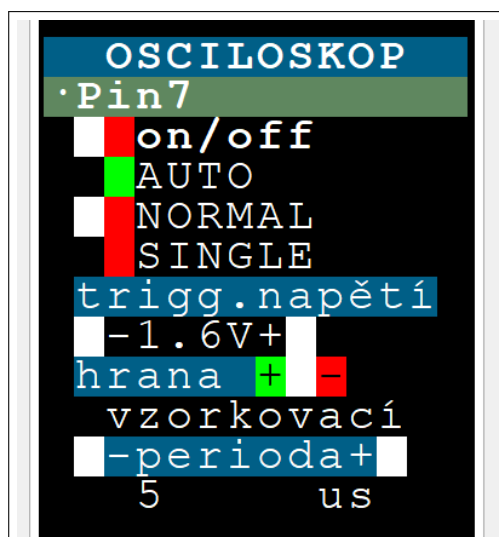 OSCILOSKOP
·Pin7
on/off
AUTO
NORMAL
SINGLE
trigg.napětí
-1.6V+
hrana + -
vzorkovací
-perioda+
5 us